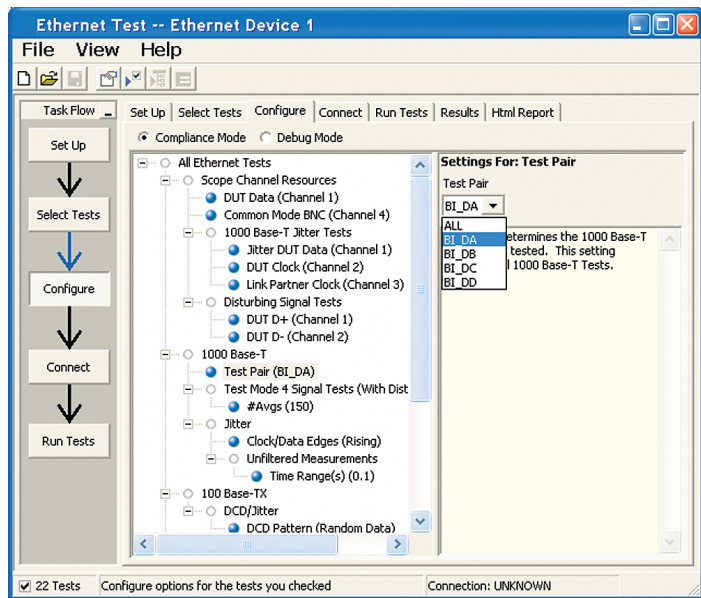 Ethernet Test -- Ethernet Device 1
File View Help
Task Flow
Set Up
Select Tests
Configure
Connect
Run Tests
Set Up Select Tests Configure Connect Run Tests Results Html Report
Compliance Mode Debug Mode
All Ethernet Tests
Scope Channel Resources
DUT Data (Channel 1)
Common Mode BNC (Channel 4)
1000 Base-T Jitter Tests
Jitter DUT Data (Channel 1)
DUT Clock (Channel 2)
Link Partner Clock (Channel 3)
Disturbing Signal Tests
DUT D+ (Channel 1)
DUT D- (Channel 2)
1000 Base-T
Test Pair (BI_DA)
Test Mode 4 Signal Tests (With Dist
#Avgs (150)
Jitter
Clock/Data Edges (Rising)
Unfiltered Measurements
Time Range(s) (0.1)
100 Base-TX
DCD/Jitter
DCD Pattern (Random Data)
Settings For: Test Pair
Test Pair
BI_DA
ALL
BI_DA
BI_DB
BI_DC
BI_DD
etermines the 1000 Base-T
tested. This setting
1000 Base-T Tests.
22 Tests Configure options for the tests you checked Connection: UNKNOWN